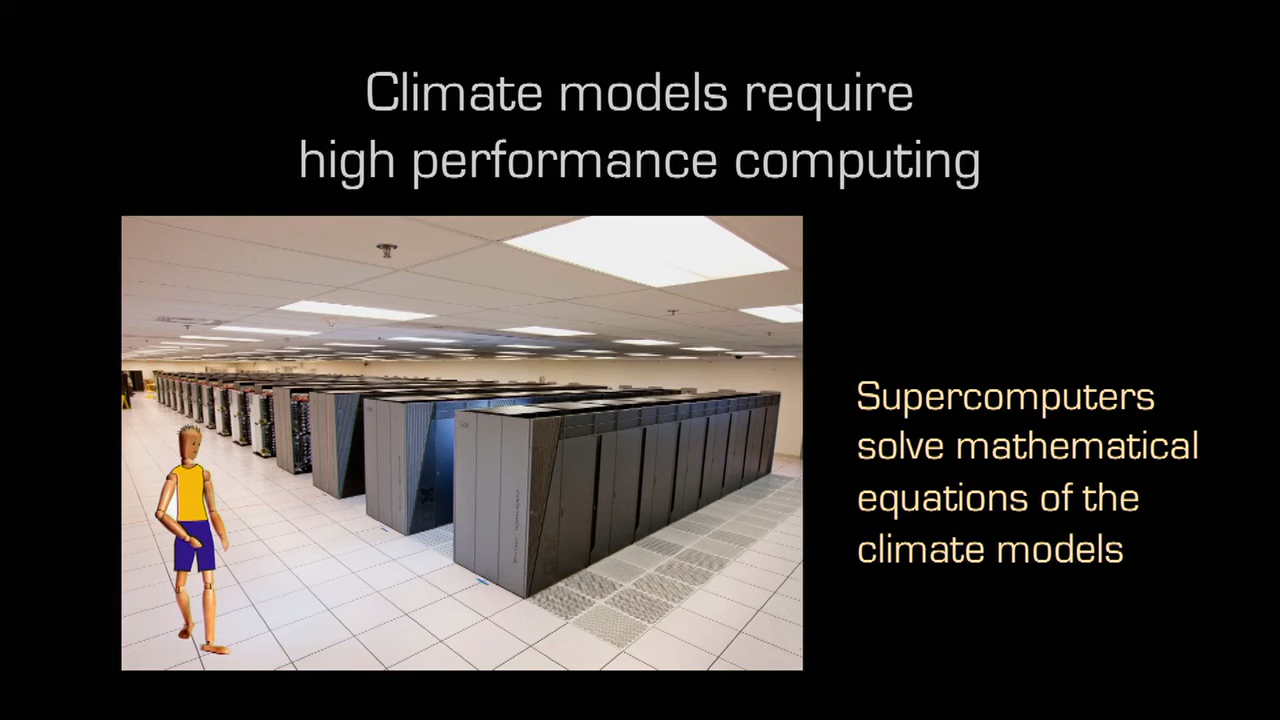 Climate models require
high performance computing
Supercomputers
solve mathematical
equations of the
climate models